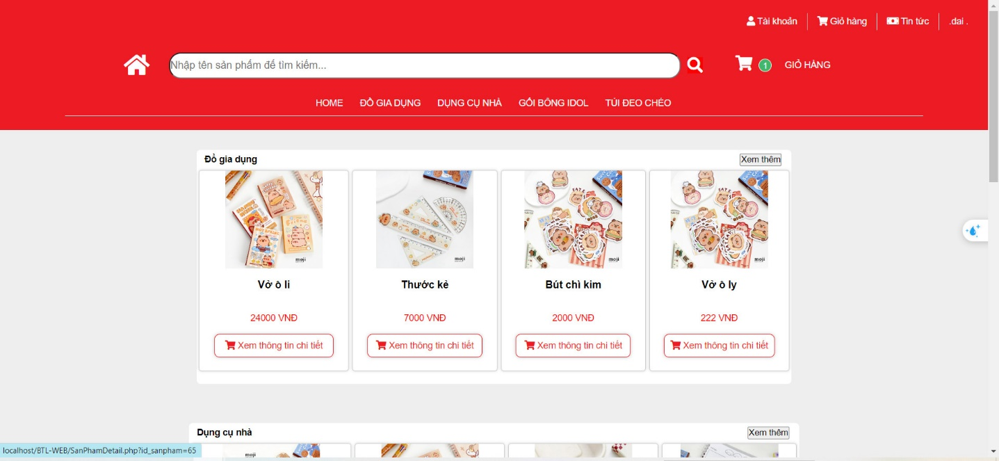 Tài khoản
Giỏ hàng
Tin tức
.dai .
Nhập tên sản phẩm để tìm kiếm...
1
GIỎ HÀNG
HOME
ĐỒ GIA DỤNG
DỤNG CỤ NHÀ
GỐI BÔNG IDOL
TÚI ĐEO CHÉO
Đồ gia dụng
Xem thêm
moji
moji
moji
moji
Vở ô li
Thước kẻ
Bút chì kim
Vở ô ly
24000 VNĐ
7000 VNĐ
2000 VNĐ
222 VNĐ
Xem thông tin chi tiết
Xem thông tin chi tiết
Xem thông tin chi tiết
Xem thông tin chi tiết
Dụng cụ nhà
Xem thêm
moji
localhost/BTL-WEB/SanPhamDetail.php?id_sanpham=65